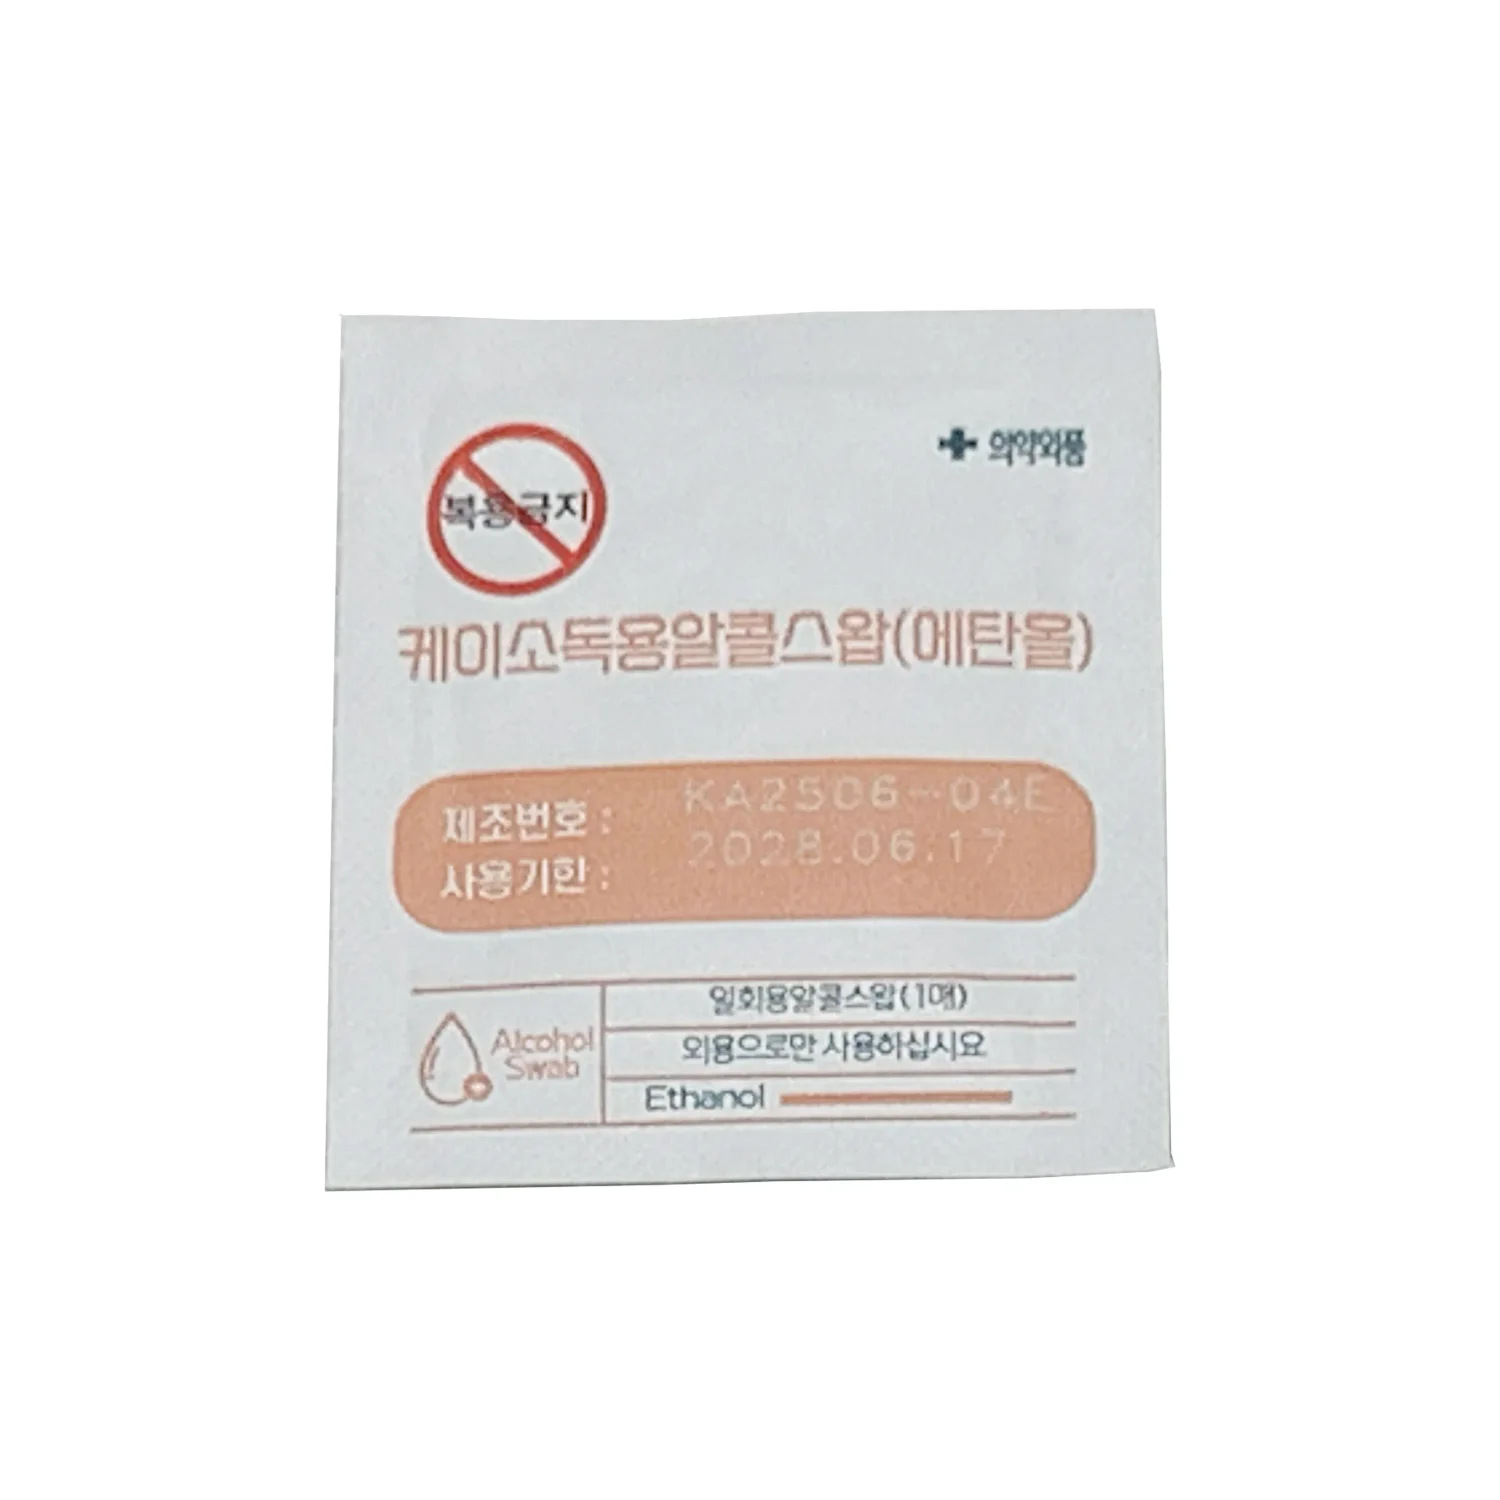 복용금지
의약외품
케이소독용알콜스왑(에탄올)
제조번호 : KA2506-04E
사용기한 : 2028.06.17
Alcohol
Swab
일회용알콜스왑(1매)
외용으로만 사용하십시요
Ethanol